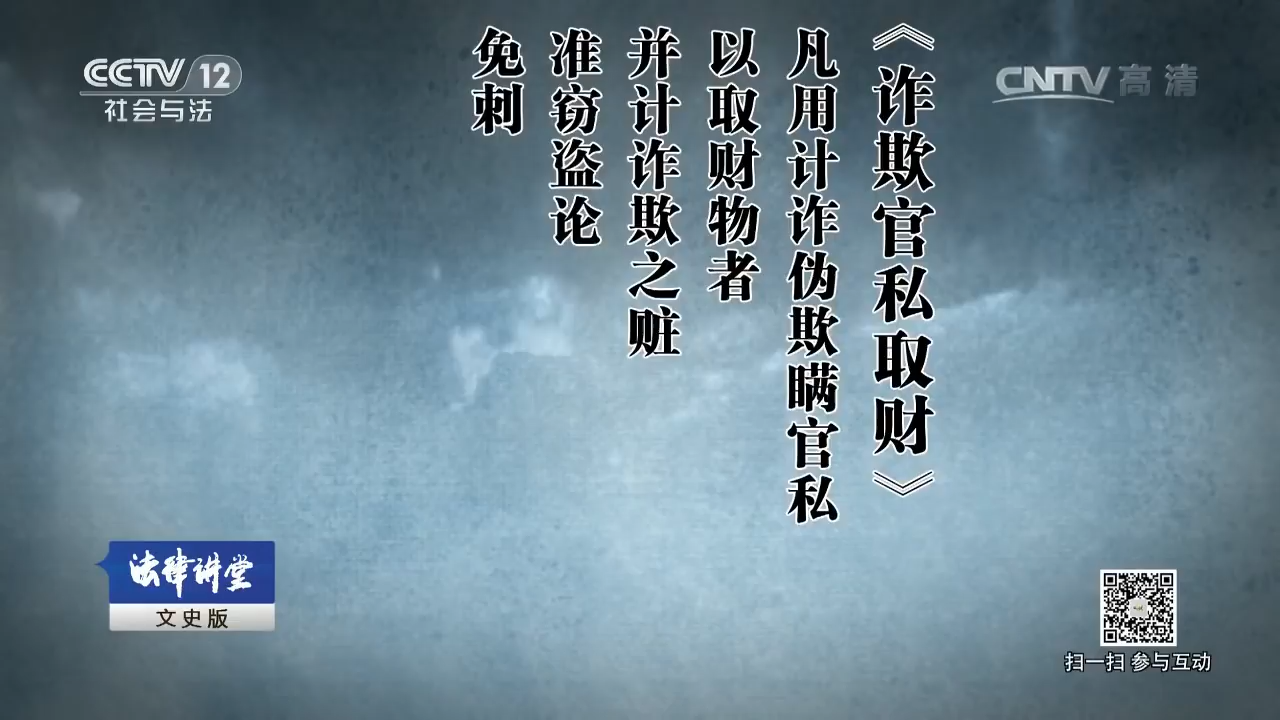 CCTV 12
社会与法
CNTV 高清
《诈欺官私取财》
凡用计诈伪欺瞒官私
以取财物者
并计诈欺之赃
准窃盗论
免刺
法律讲堂
文史版
扫一扫 参与互动